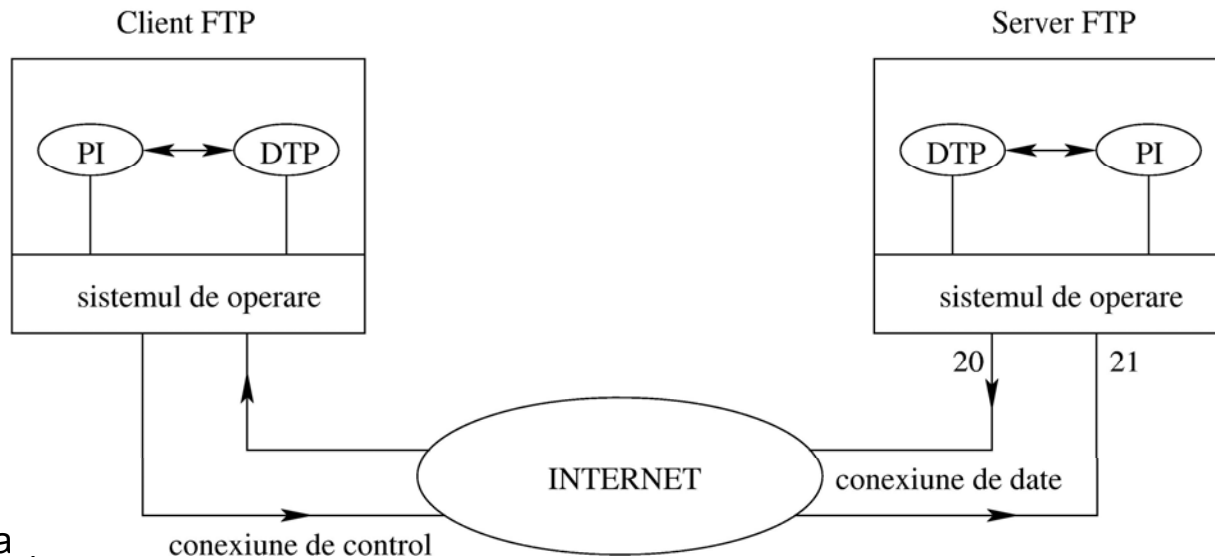 Client FTP
Server FTP
PI
DTP
DTP
PI
sistemul de operare
sistemul de operare
20
21
INTERNET
conexiune de date
a
conexiune de control